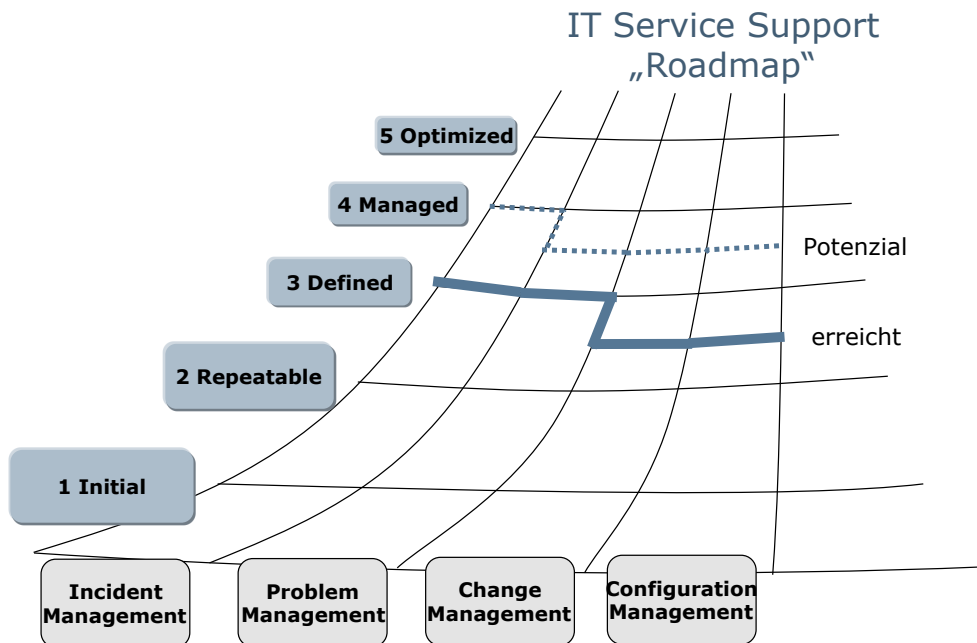 IT Service Support
„Roadmap“
5 Optimized
4 Managed
Potenzial
3 Defined
erreicht
2 Repeatable
1 Initial
Incident
Management
Problem
Management
Change
Management
Configuration
Management